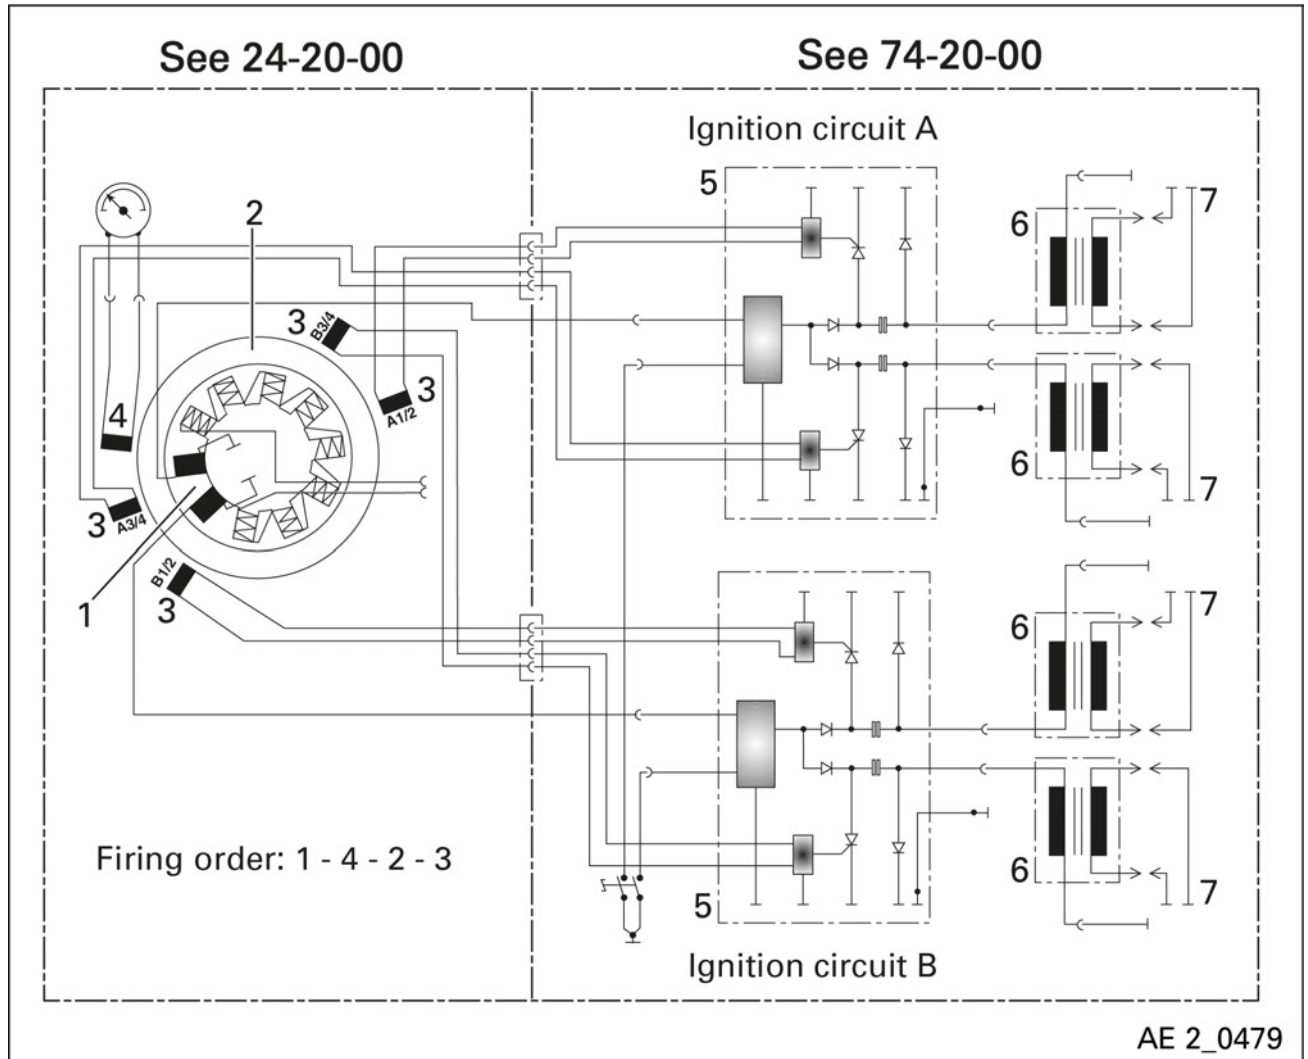 See 24-20-00
See 74-20-00
Ignition circuit A
5
6
7
2
3
B3/4
3
A1/2
4
6
7
3
A3/4
B1/2
3
1
6
7
Firing order: 1 - 4 - 2 - 3
5
6
7
Ignition circuit B
AE 2_0479